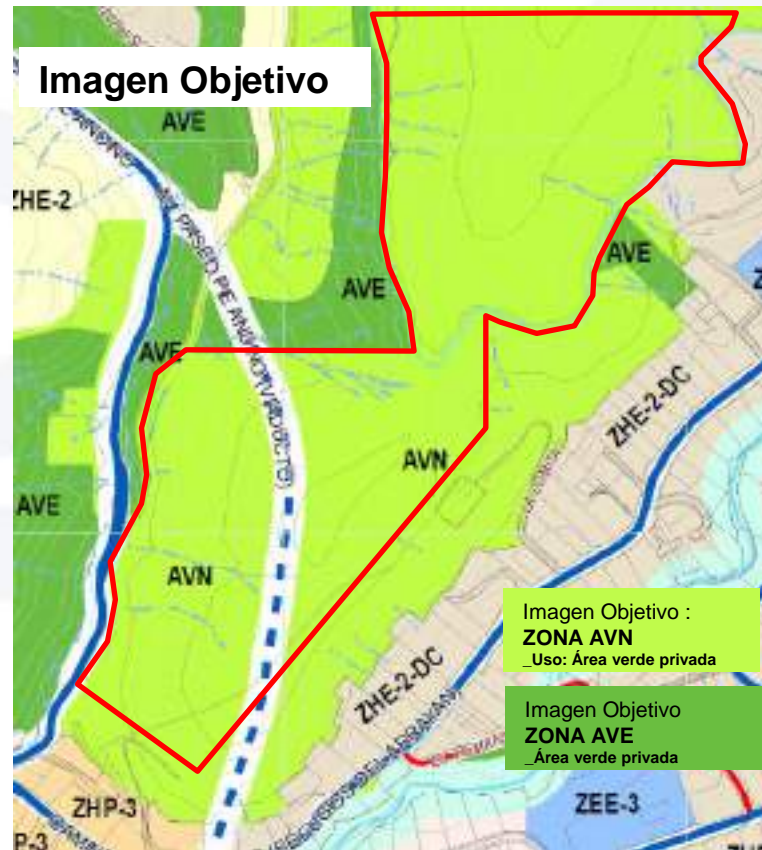 Imagen Objetivo
AVE
ZHE-2
AVE
AVE
AVE
AVN
ZHE-2-DC
AVE
AVN
Imagen Objetivo :
ZONA AVN
_Uso: Área verde privada
ZHE-2-DC
Imagen Objetivo
ZONA AVE
_Área verde privada
ZHP-3
ZEE-3
P-3